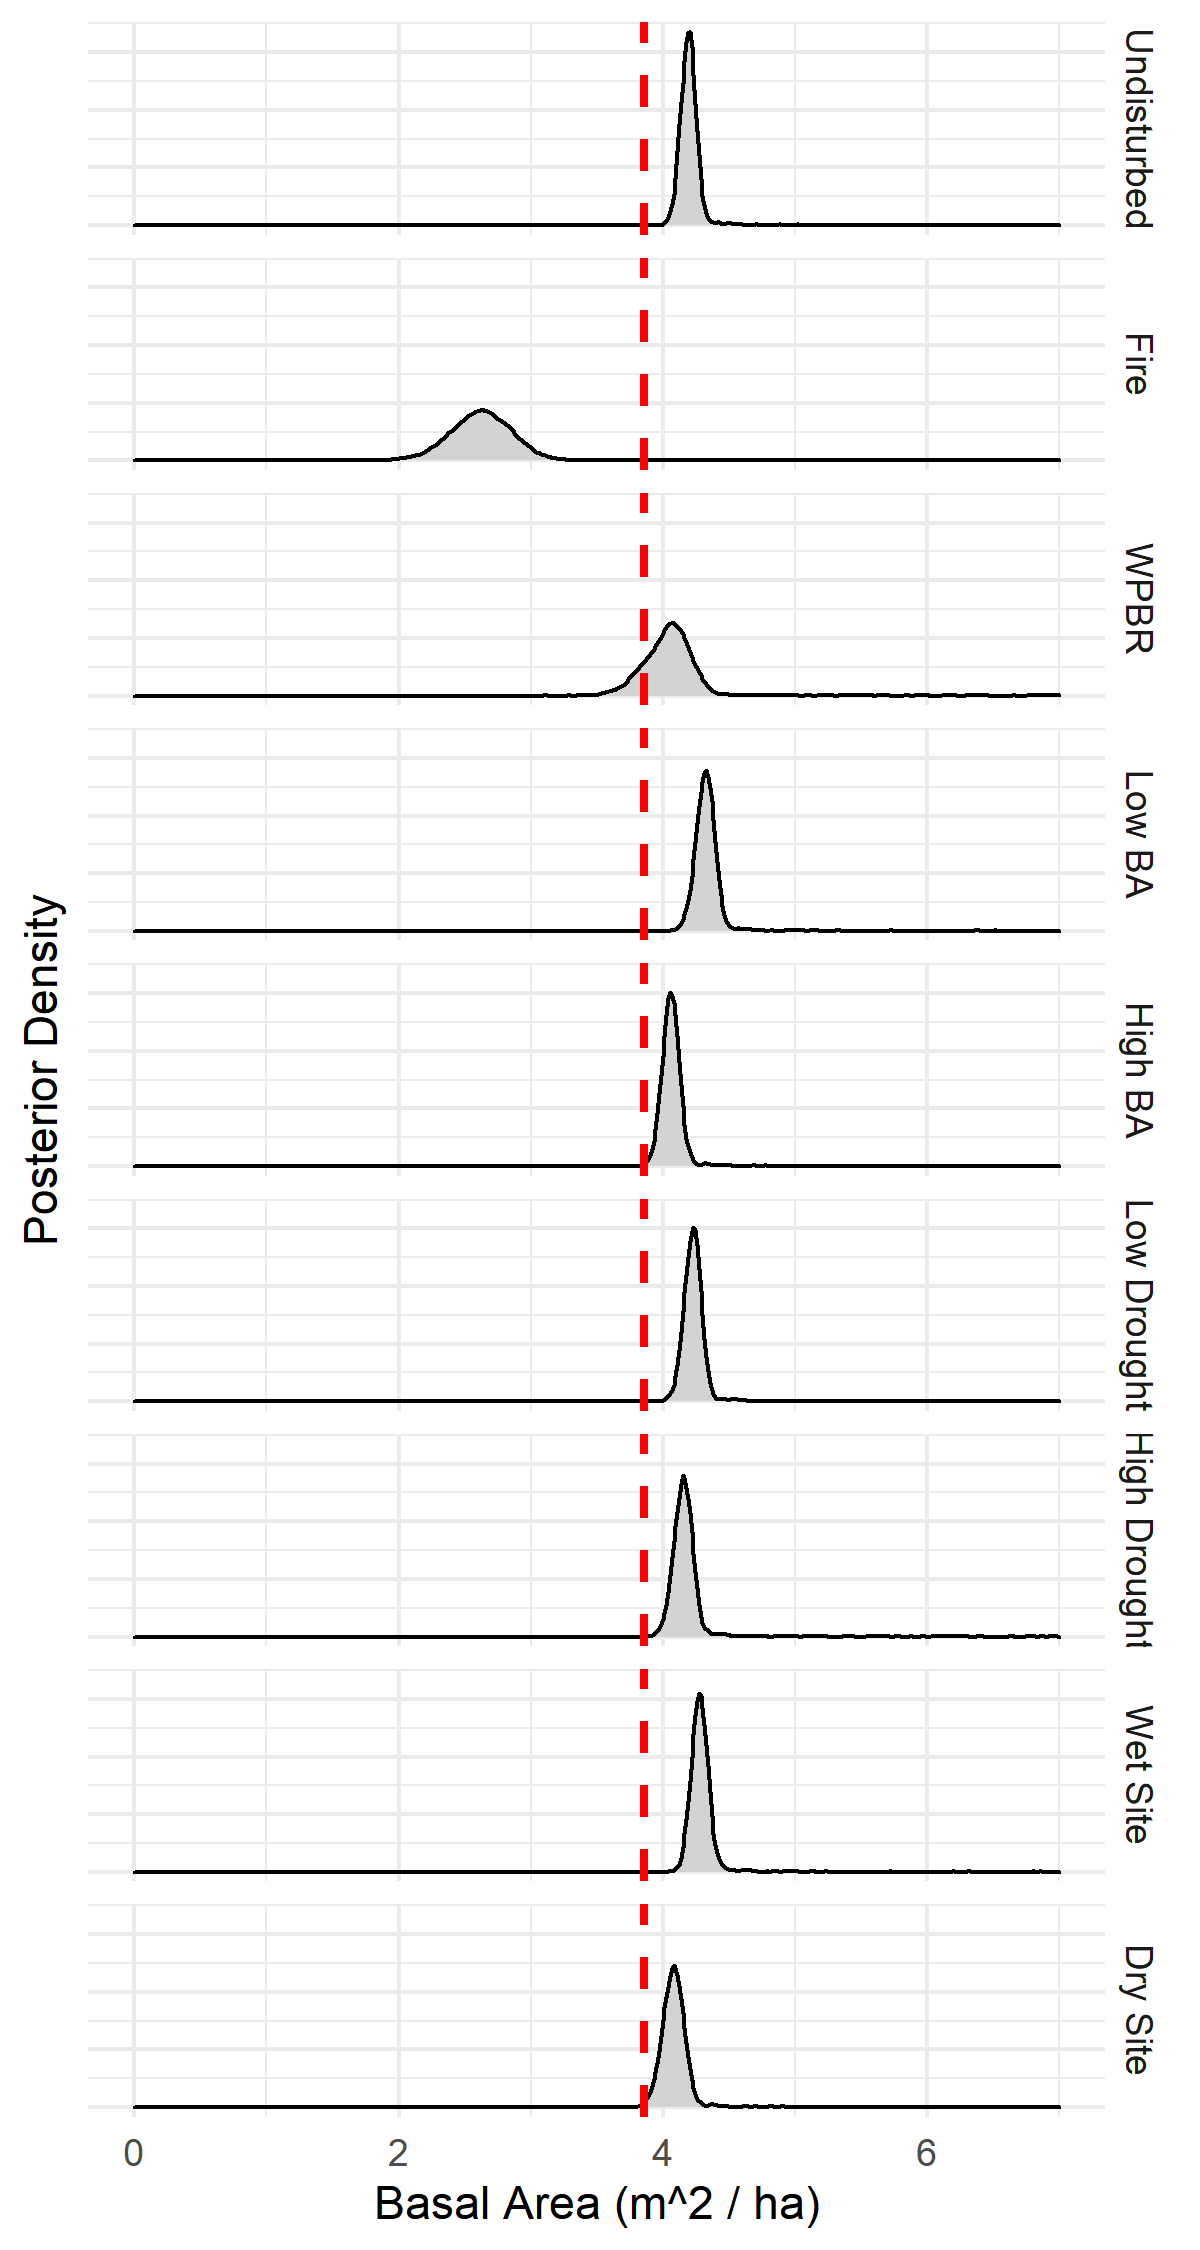 Undisturbed
Fire
WPBR
Low BA
High BA
Low Drought
High Drought
Wet Site
Dry Site
Posterior Density
0 2 4 6
Basal Area (m^2 / ha)